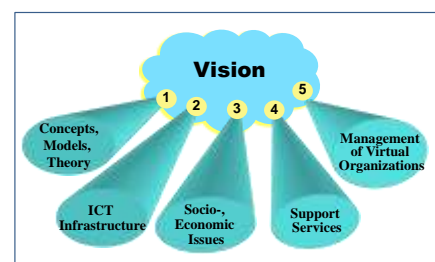 Vision
1
2
3
4
5
Concepts,
Models,
Theory
ICT
Infrastructure
Socio-,
Economic
Issues
Support
Services
Management
of Virtual
Organizations